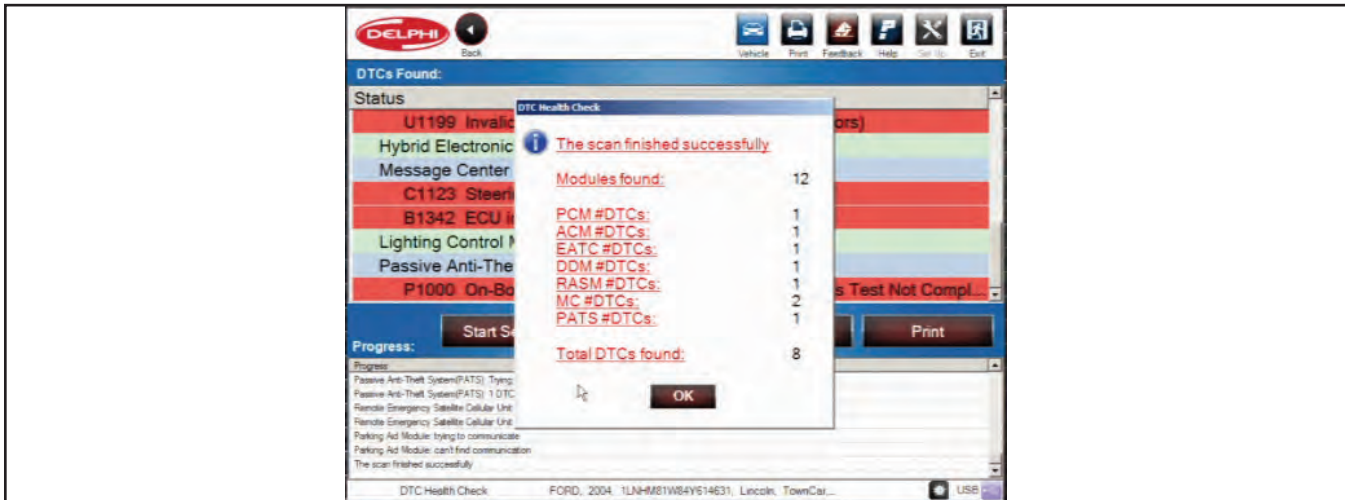 DELPHI
Back
Vehicle Print Feedback Help Set Up Exit
DTCs Found:
Status
U1199 Invalid ors)
Hybrid Electronic
Message Center
C1123 Steeri
B1342 ECU i
Lighting Control M
Passive Anti-The
P1000 On-Bo s Test Not Compl...
DTC Health Check
The scan finished successfully
Modules found: 12
PCM #DTCs: 1
ACM #DTCs: 1
EATC #DTCs: 1
DDM #DTCs: 1
RASM #DTCs: 1
MC #DTCs: 2
PATS #DTCs: 1
Total DTCs found: 8
OK
Start Se Print
Progress:
Progress
Passive Anti-Theft System(PATS) Trying
Passive Anti-Theft System(PATS) 1 DTC
Remote Emergency Satellite Cellular Unit
Remote Emergency Satellite Cellular Unit
Parking Aid Module: trying to communicate
Parking Aid Module: can't find communication
The scan finished successfully
DTC Health Check FORD, 2004, 1LNHM81W84Y614631, Lincoln, TownCar,... USB